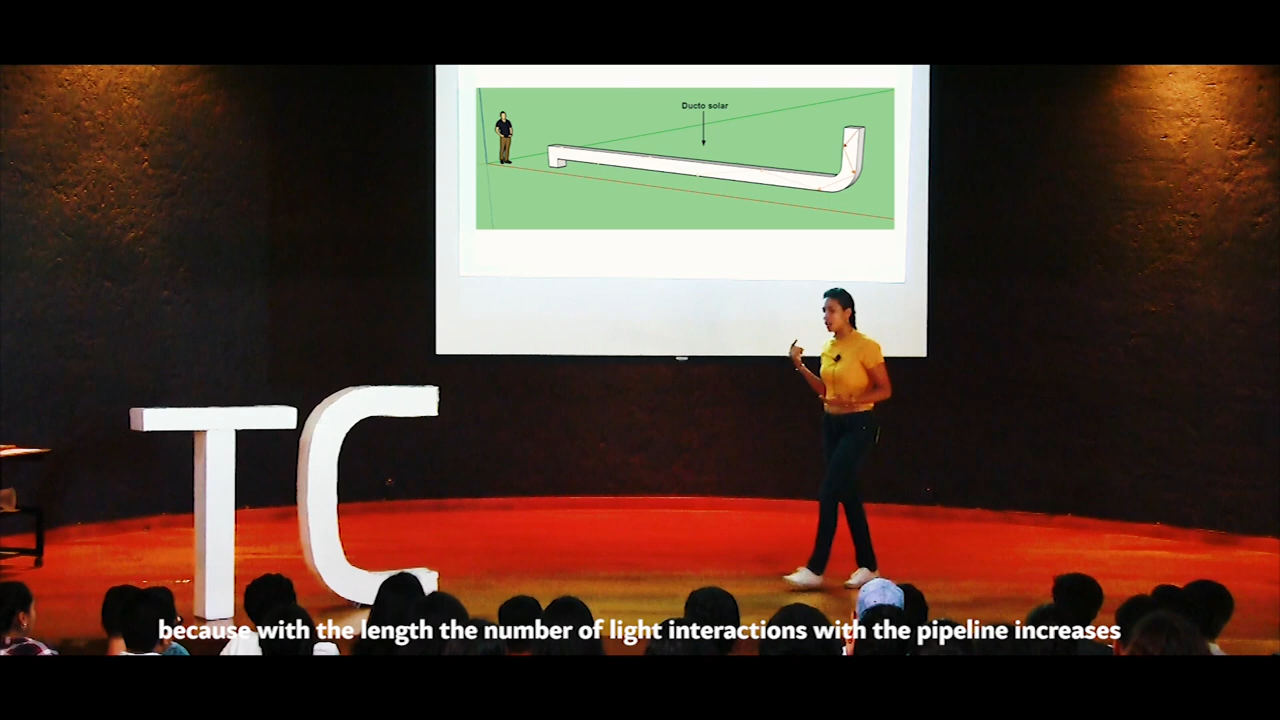 Ducto solar
TC
because with the length the number of light interactions with the pipeline increases